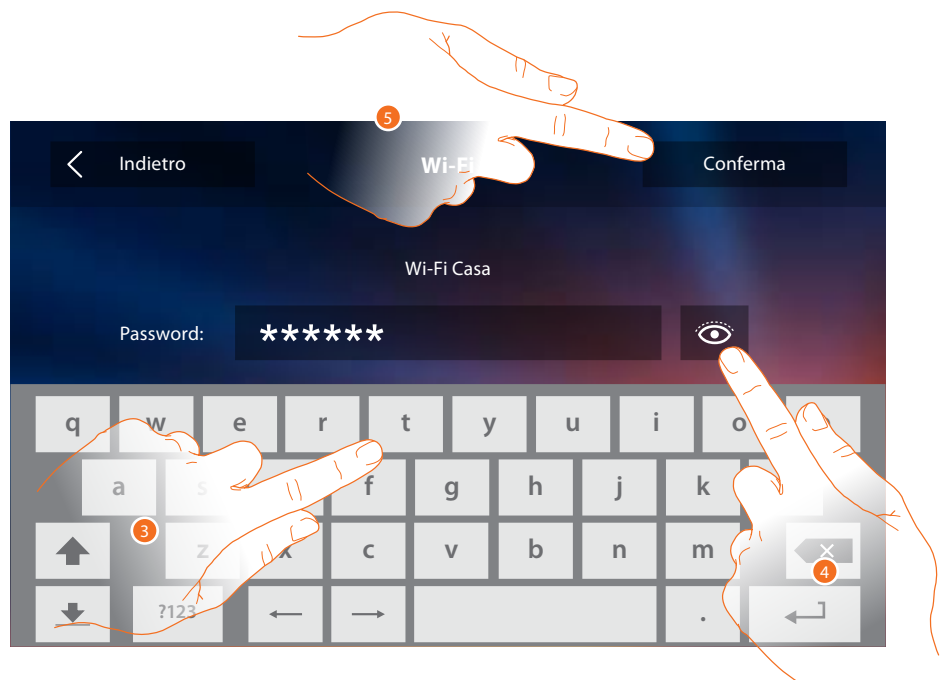 5
Indietro
Wi-Fi
Conferma
Wi-Fi Casa
Password: ******
q w e r t y u i o p
a s f g h j k
3
z x c v b n m
4
?123 .